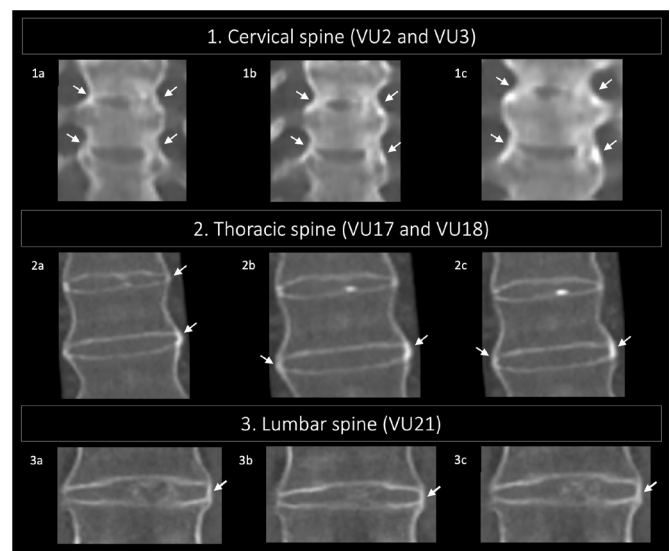 1. Cervical spine (VU2 and VU3)
1a 1b 1c
2. Thoracic spine (VU17 and VU18)
2a 2b 2c
3. Lumbar spine (VU21)
3a 3b 3c